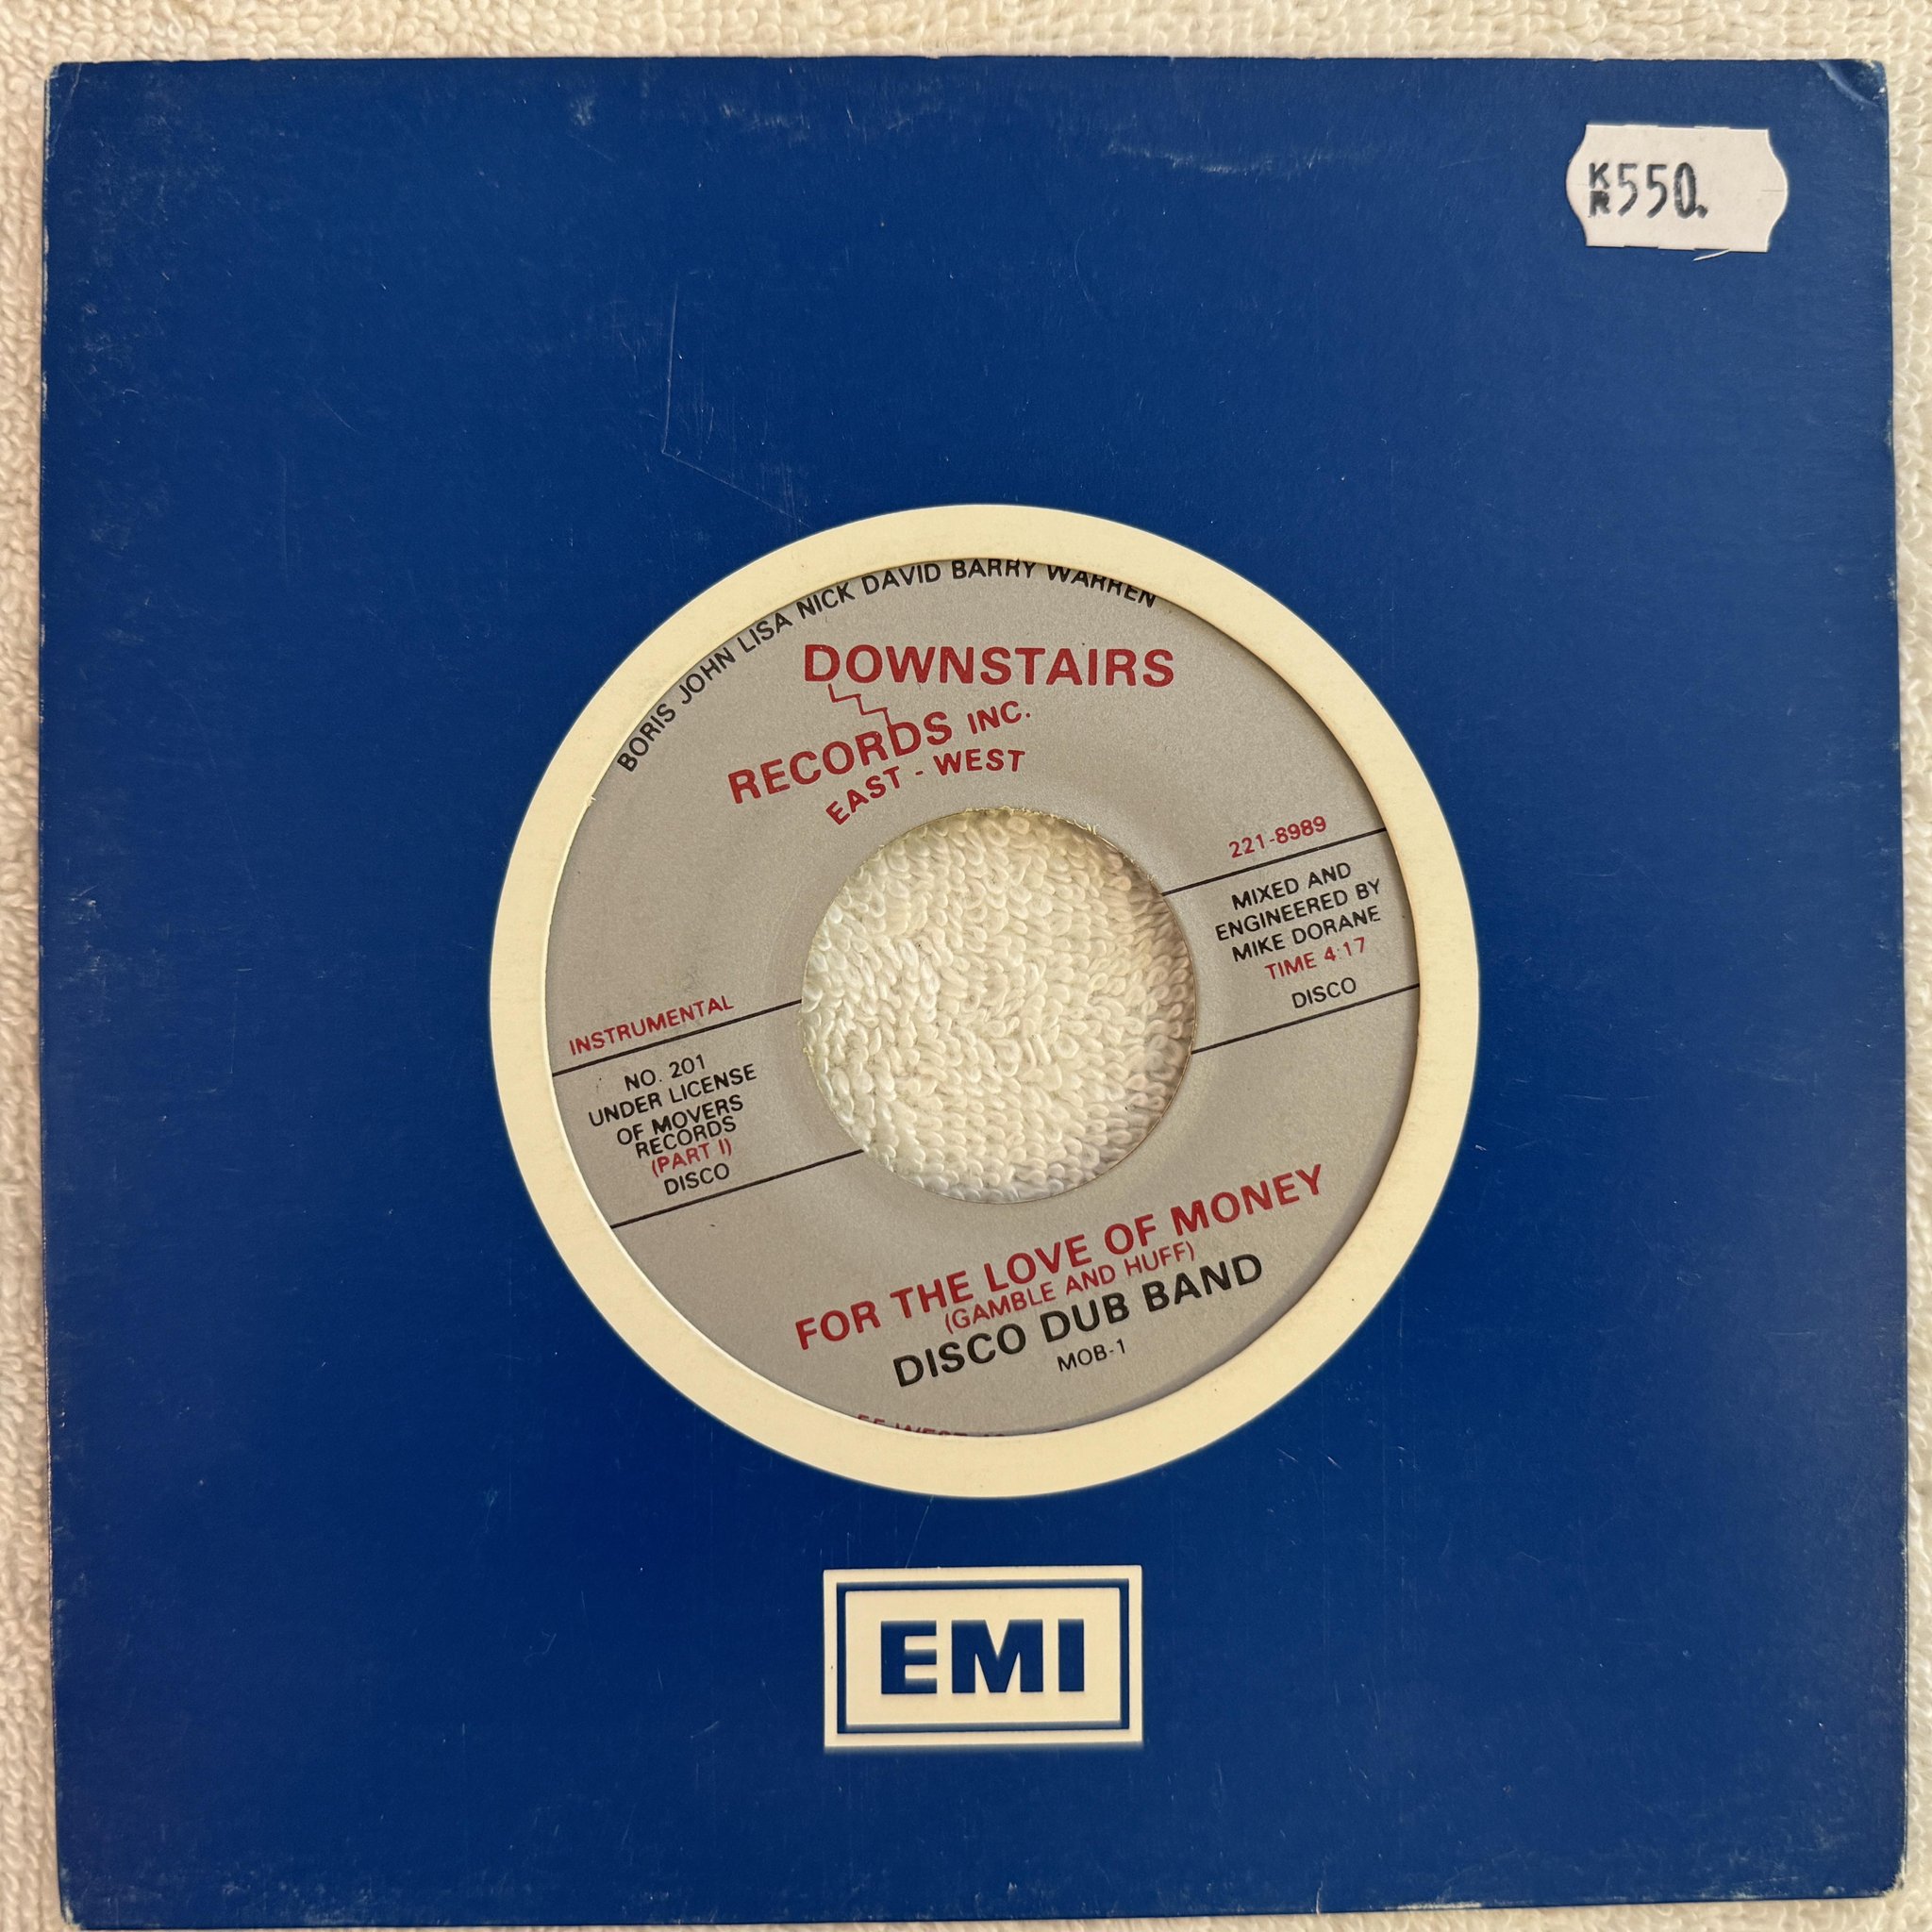 KR550.
BORIS JOHN LISA NICK DAVID BARRY WARREN
DOWNSTAIRS
RECORDS INC.
EAST - WEST
221-8989
MIXED AND
ENGINEERED BY
MIKE DORANE
TIME 4:17
DISCO
INSTRUMENTAL
NO. 201
UNDER LICENSE
OF MOVERS
RECORDS
(PART I)
DISCO
FOR THE LOVE OF MONEY
(GAMBLE AND HUFF)
DISCO DUB BAND
MOB-1
EMI